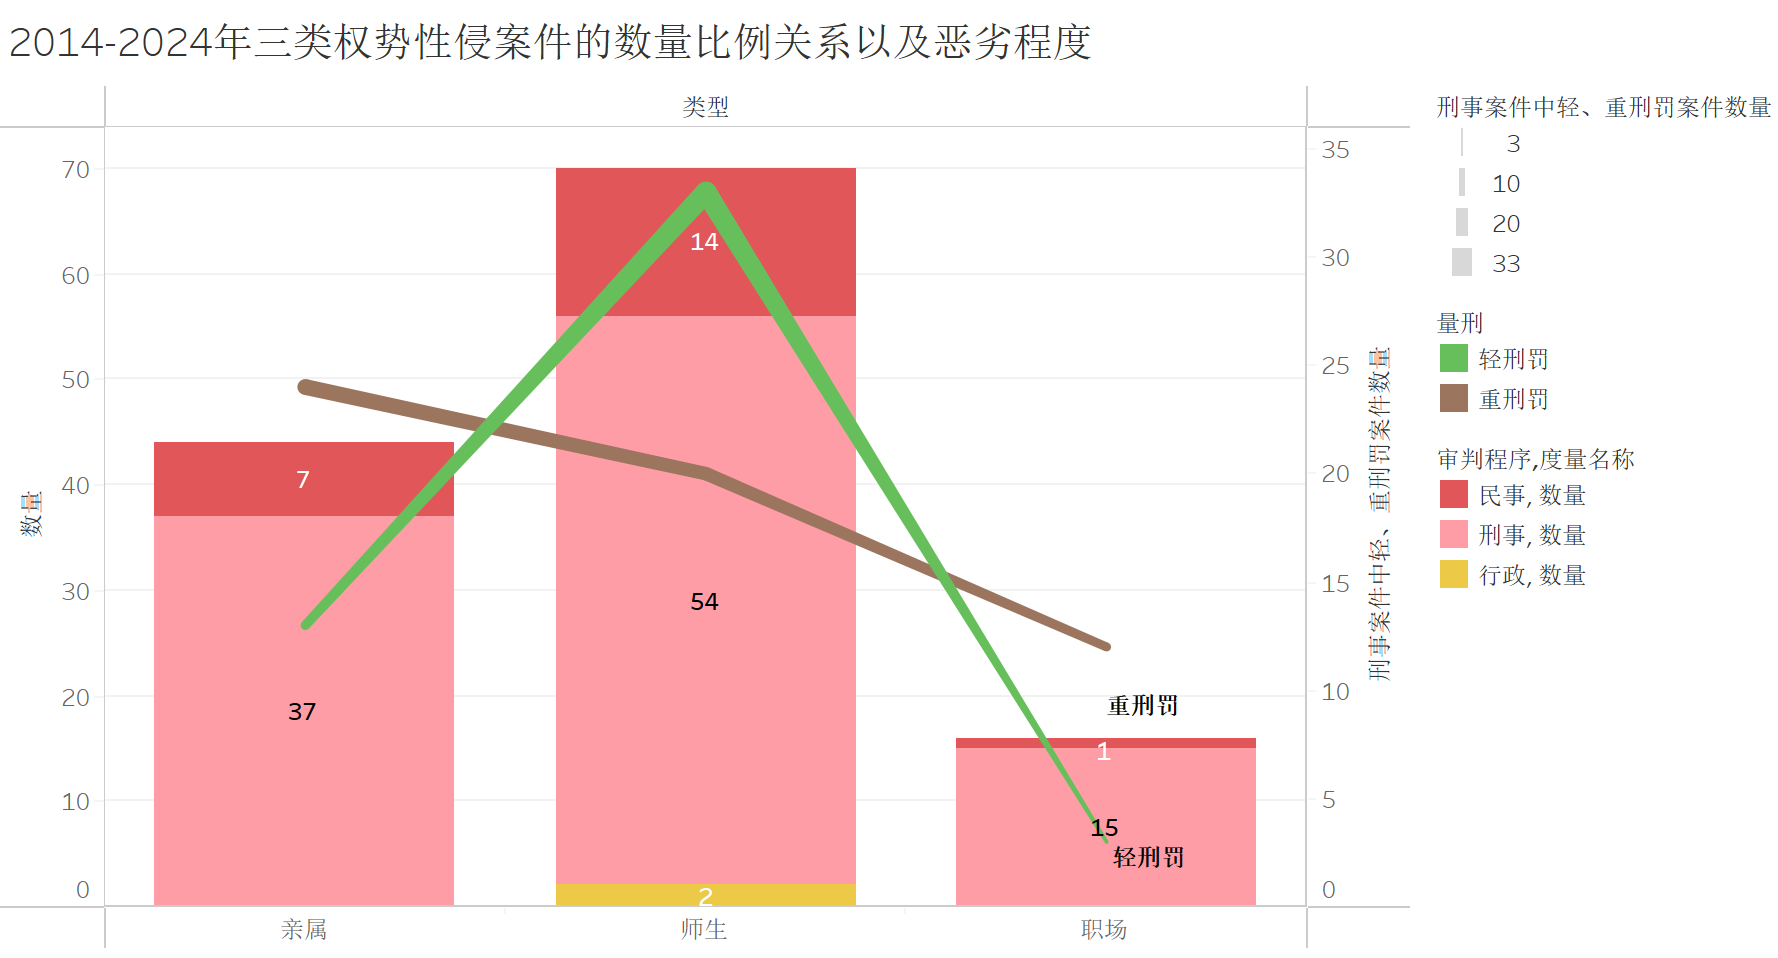 2014-2024年三类权势性侵案件的数量比例关系以及恶劣程度
类型
70
60
50
40
30
20
10
0
数量
7
37
14
54
2
1
15
重刑罚
轻刑罚
亲属
师生
职场
35
30
25
20
15
10
5
0
刑事案件中轻、重刑罚案件数量
刑事案件中轻、重刑罚案件数量
3
10
20
33
量刑
轻刑罚
重刑罚
审判程序,度量名称
民事, 数量
刑事, 数量
行政, 数量